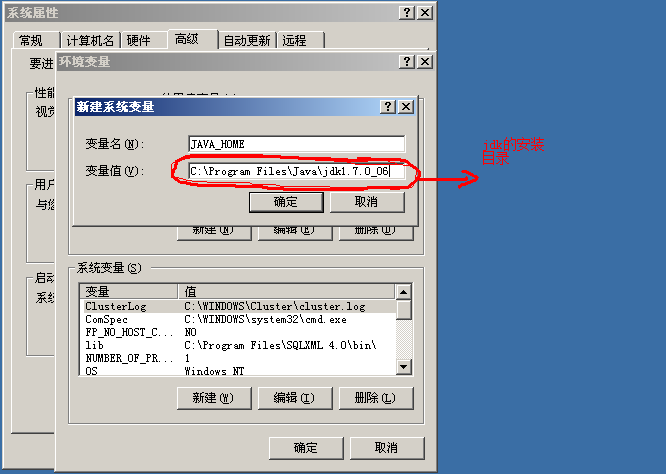 系统属性
常规
计算机名
硬件
高级
自动更新
远程
要进
环境变量
性能
视觉
新建系统变量
变量名(N):
JAVA_HOME
变量值(V):
C:\Program Files\Java\jdk1.7.0_06
jdk的安装
目录
确定
取消
用户
与您
新建(N)
编辑(E)
删除(D)
启动
系统
系统变量(S)
变量
值
ClusterLog
C:\WINDOWS\Cluster\cluster.log
ComSpec
C:\WINDOWS\system32\cmd.exe
FP_NO_HOST_C...
NO
lib
C:\Program Files\SQLXML 4.0\bin\
NUMBER_OF_PR...
1
OS
Windows NT
新建(W)
编辑(I)
删除(L)
确定
取消